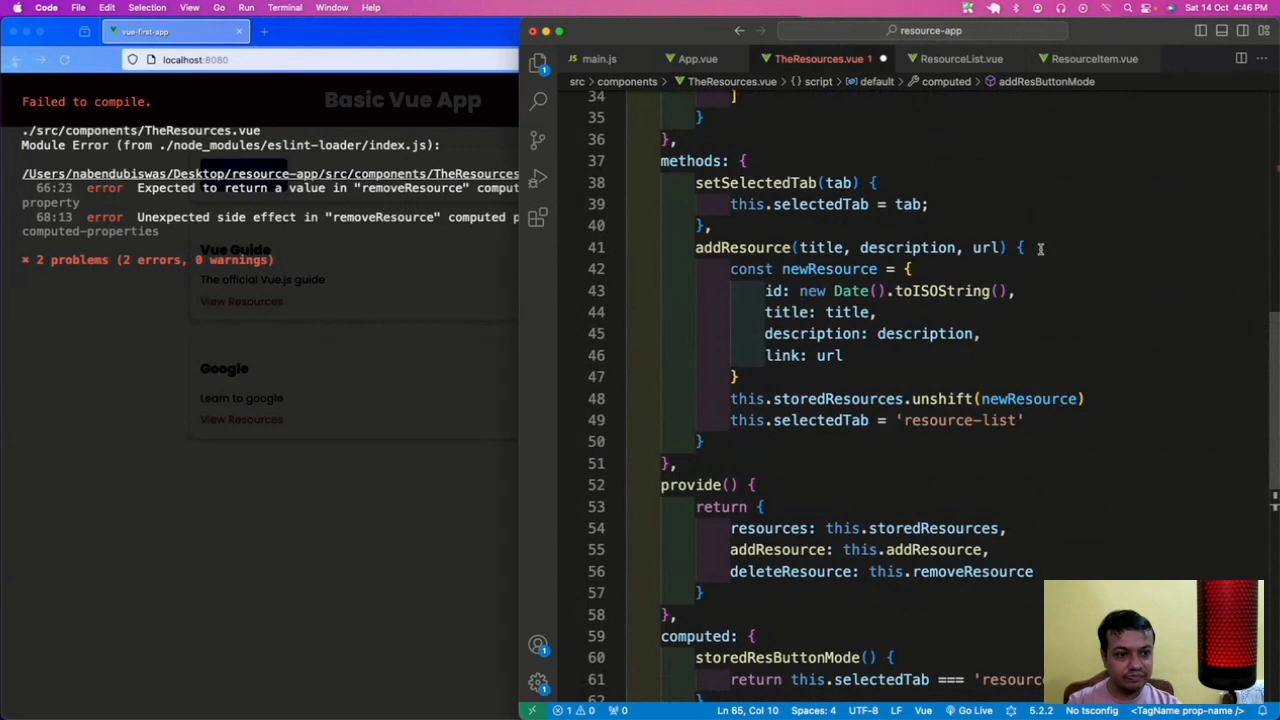 Code File Edit Selection View Go Run Terminal Window Help
Sat 14 Oct 4:46 PM
vue-first-app
localhost:8080
Failed to compile.
Basic Vue App
./src/components/TheResources.vue
Module Error (from ./node_modules/eslint-loader/index.js):
/Users/nabendubiswas/Desktop/resource-app/src/components/TheResources
66:23 error Expected to return a value in "removeResource" comput
property
68:13 error Unexpected side effect in "removeResource" computed p
computed-properties
Vue Guide
✖ 2 problems (2 errors, 0 warnings)
The official Vue.js guide
View Resources
Google
Learn to google
View Resources
resource-app
main.js App.vue TheResources.vue 1 ResourceList.vue ResourceItem.vue
src > components > TheResources.vue > {} script > default > computed > addResButtonMode
34 ]
35 }
36 },
37 methods: {
38 setSelectedTab(tab) {
39 this.selectedTab = tab;
40 },
41 addResource(title, description, url) {
42 const newResource = {
43 id: new Date().toISOString(),
44 title: title,
45 description: description,
46 link: url
47 }
48 this.storedResources.unshift(newResource)
49 this.selectedTab = 'resource-list'
50 }
51 },
52 provide() {
53 return {
54 resources: this.storedResources,
55 addResource: this.addResource,
56 deleteResource: this.removeResource
57 }
58 },
59 computed: {
60 storedResButtonMode() {
61 return this.selectedTab === 'resourc
62 }
1
1
1
1 0 0 Ln 65, Col 10 Spaces: 4 UTF-8 LF Vue Go Live 5.2.2 No tsconfig <TagName prop-name />